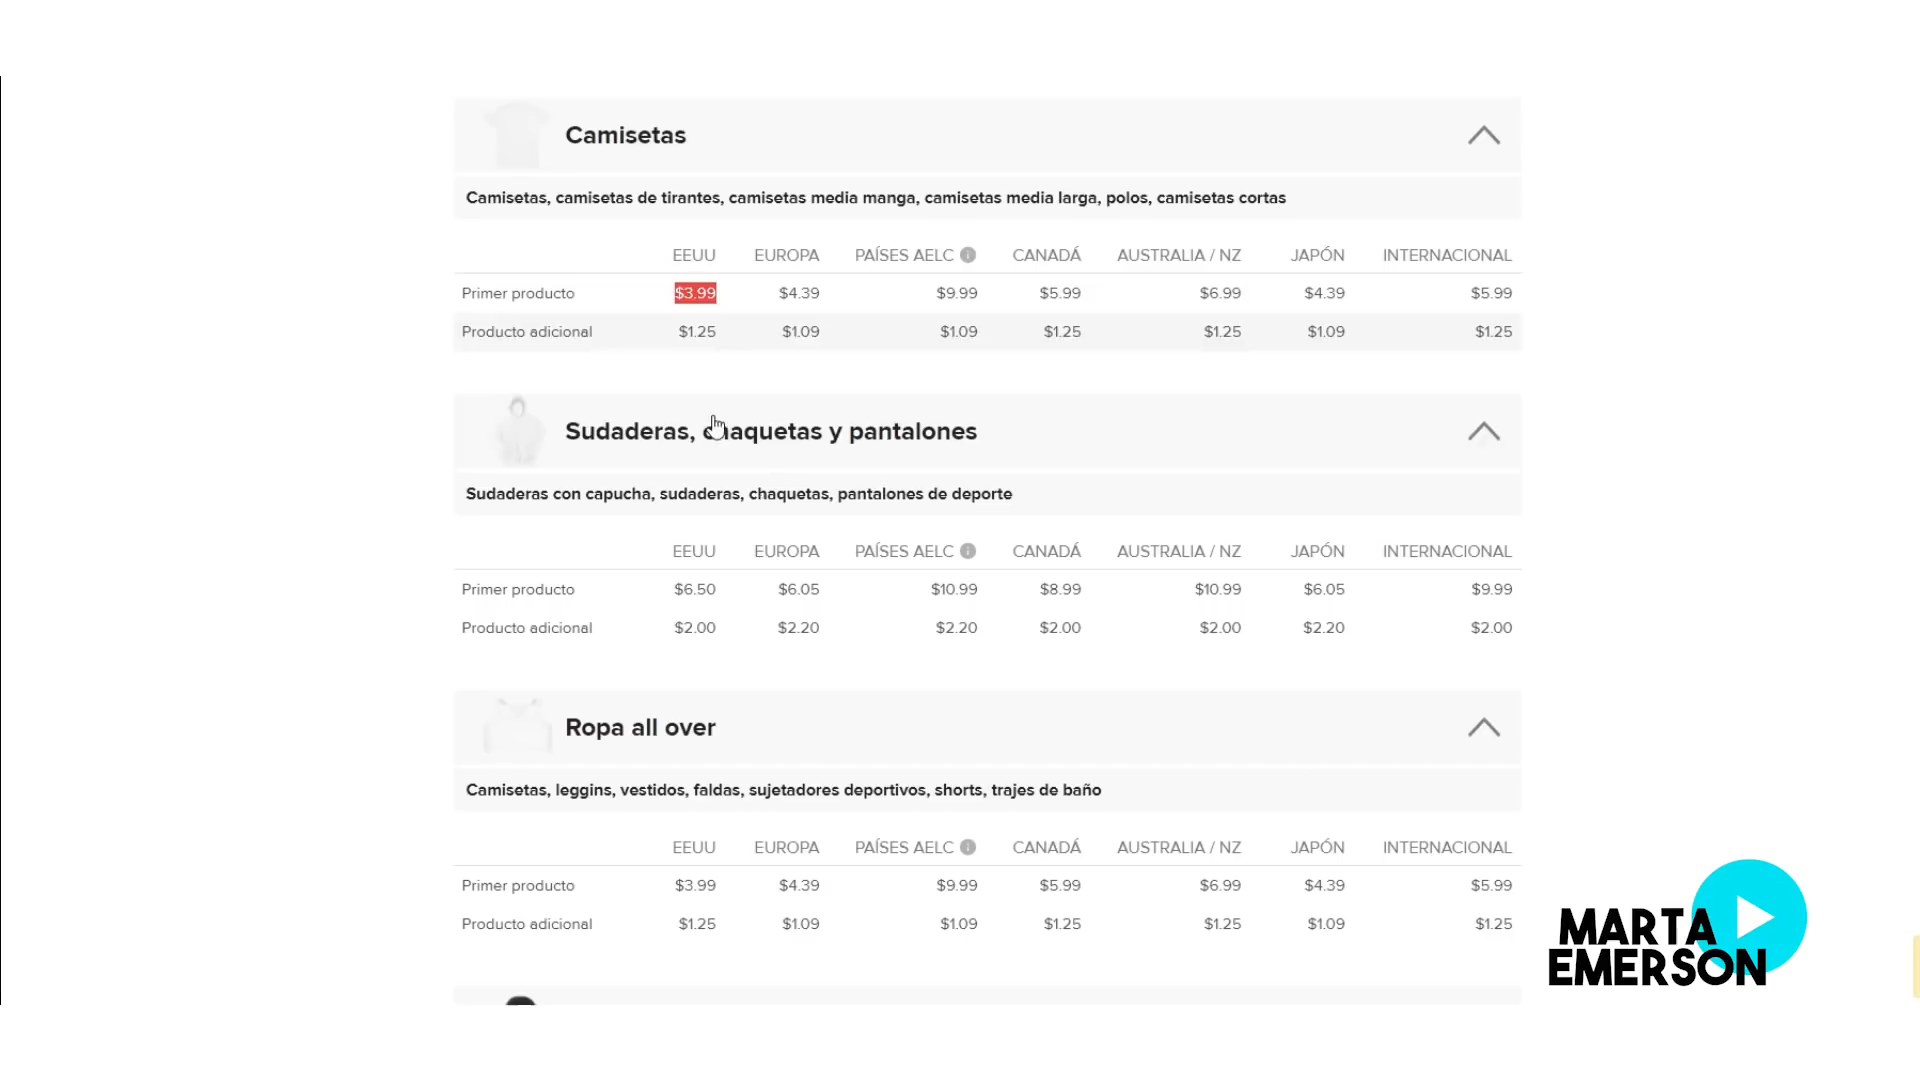 Camisetas
Camisetas, camisetas de tirantes, camisetas media manga, camisetas media larga, polos, camisetas cortas
EEUU EUROPA PAÍSES AELC CANADÁ AUSTRALIA / NZ JAPÓN INTERNACIONAL
Primer producto $3.99 $4.39 $9.99 $5.99 $6.99 $4.39 $5.99
Producto adicional $1.25 $1.09 $1.09 $1.25 $1.25 $1.09 $1.25
Sudaderas, chaquetas y pantalones
Sudaderas con capucha, sudaderas, chaquetas, pantalones de deporte
EEUU EUROPA PAÍSES AELC CANADÁ AUSTRALIA / NZ JAPÓN INTERNACIONAL
Primer producto $6.50 $6.05 $10.99 $8.99 $10.99 $6.05 $9.99
Producto adicional $2.00 $2.20 $2.20 $2.00 $2.00 $2.20 $2.00
Ropa all over
Camisetas, leggins, vestidos, faldas, sujetadores deportivos, shorts, trajes de baño
EEUU EUROPA PAÍSES AELC CANADÁ AUSTRALIA / NZ JAPÓN INTERNACIONAL
Primer producto $3.99 $4.39 $9.99 $5.99 $6.99 $4.39 $5.99
Producto adicional $1.25 $1.09 $1.09 $1.25 $1.25 $1.09 $1.25
MARTA
EMERSON